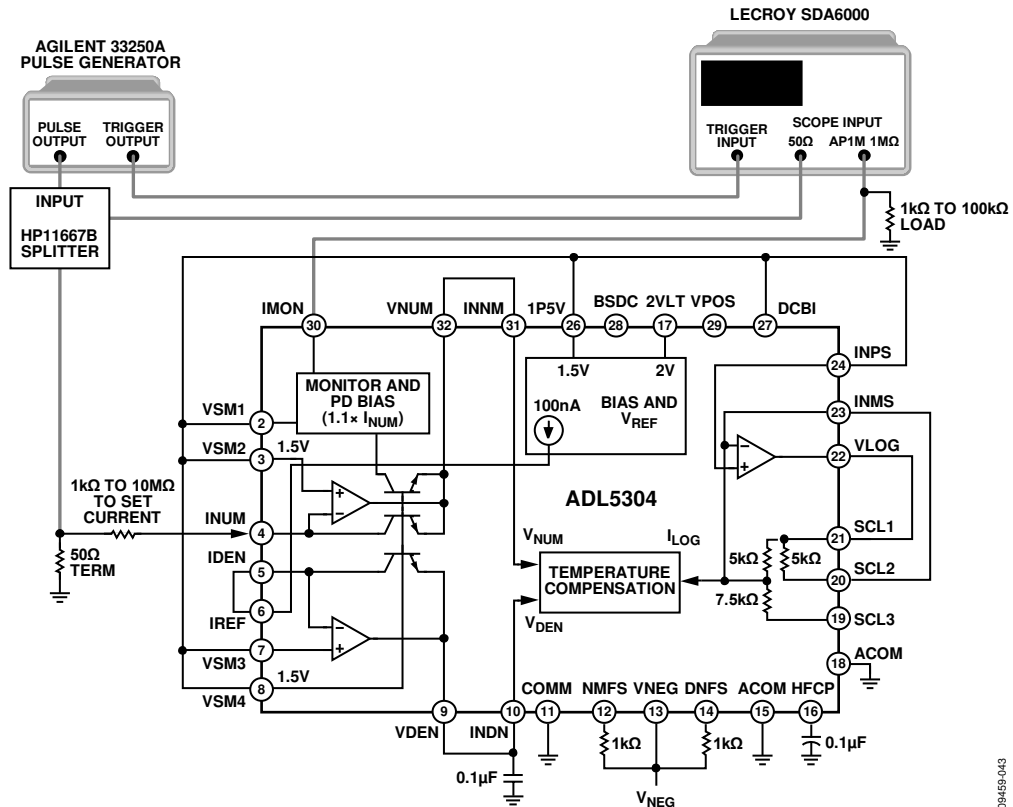 LECROY SDA6000
AGILENT 33250A
PULSE GENERATOR
PULSE
OUTPUT
TRIGGER
OUTPUT
TRIGGER
INPUT
SCOPE INPUT
50Ω
AP1M 1MΩ
INPUT
HP11667B
SPLITTER
1kΩ TO 100kΩ
LOAD
IMON
VNUM
INNM
1P5V
BSDC
2VLT
VPOS
DCBI
30
32
31
26
28
17
29
27
MONITOR AND
PD BIAS
(1.1× INUM)
1.5V
2V
100nA
BIAS AND
VREF
INPS
24
INMS
23
VLOG
22
SCL1
21
SCL2
20
SCL3
19
ACOM
18
VSM1
2
VSM2
3
1.5V
1kΩ TO 10MΩ
TO SET
CURRENT
INUM
4
50Ω
TERM
IDEN
5
IREF
6
VSM3
7
VSM4
8
1.5V
+
–
–
+
–
+
ADL5304
VNUM
ILOG
TEMPERATURE
COMPENSATION
VDEN
5kΩ
5kΩ
7.5kΩ
COMM
NMFS
VNEG
DNFS
ACOM
HFCP
9
10
11
12
13
14
15
16
VDEN
INDN
1kΩ
1kΩ
0.1µF
0.1µF
VNEG
09459-043